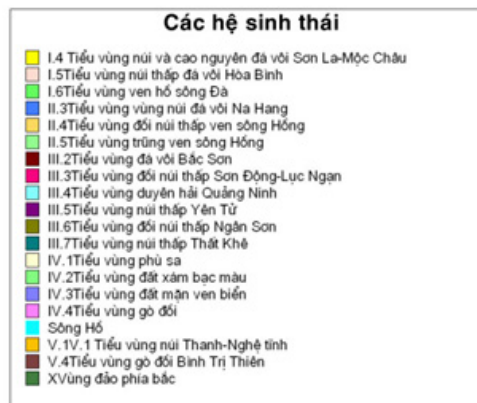 Các hệ sinh thái
I.4 Tiểu vùng núi và cao nguyên đá vôi Sơn La-Mộc Châu
I.5Tiểu vùng núi thấp đá vôi Hòa Bình
I.6Tiểu vùng ven hồ sông Đà
II.3Tiểu vùng vùng núi đá vôi Na Hang
II.4Tiểu vùng đồi núi thấp ven sông Hồng
II.5Tiểu vùng trũng ven sông Hồng
III.2Tiểu vùng đá vôi Bắc Sơn
III.3Tiểu vùng đồi núi thấp Sơn Động-Lục Ngạn
III.4Tiểu vùng duyên hải Quảng Ninh
III.5Tiểu vùng núi thấp Yên Tử
III.6Tiểu vùng đồi núi thấp Ngân Sơn
III.7Tiểu vùng núi thấp Thất Khê
IV.1Tiểu vùng phù sa
IV.2Tiểu vùng đất xám bạc màu
IV.3Tiểu vùng đất mặn ven biển
IV.4Tiểu vùng gò đồi
Sông Hồ
V.1V.1 Tiểu vùng núi Thanh-Nghệ tĩnh
V.4Tiểu vùng gò đồi Bình Trị Thiên
XVùng đảo phía bắc